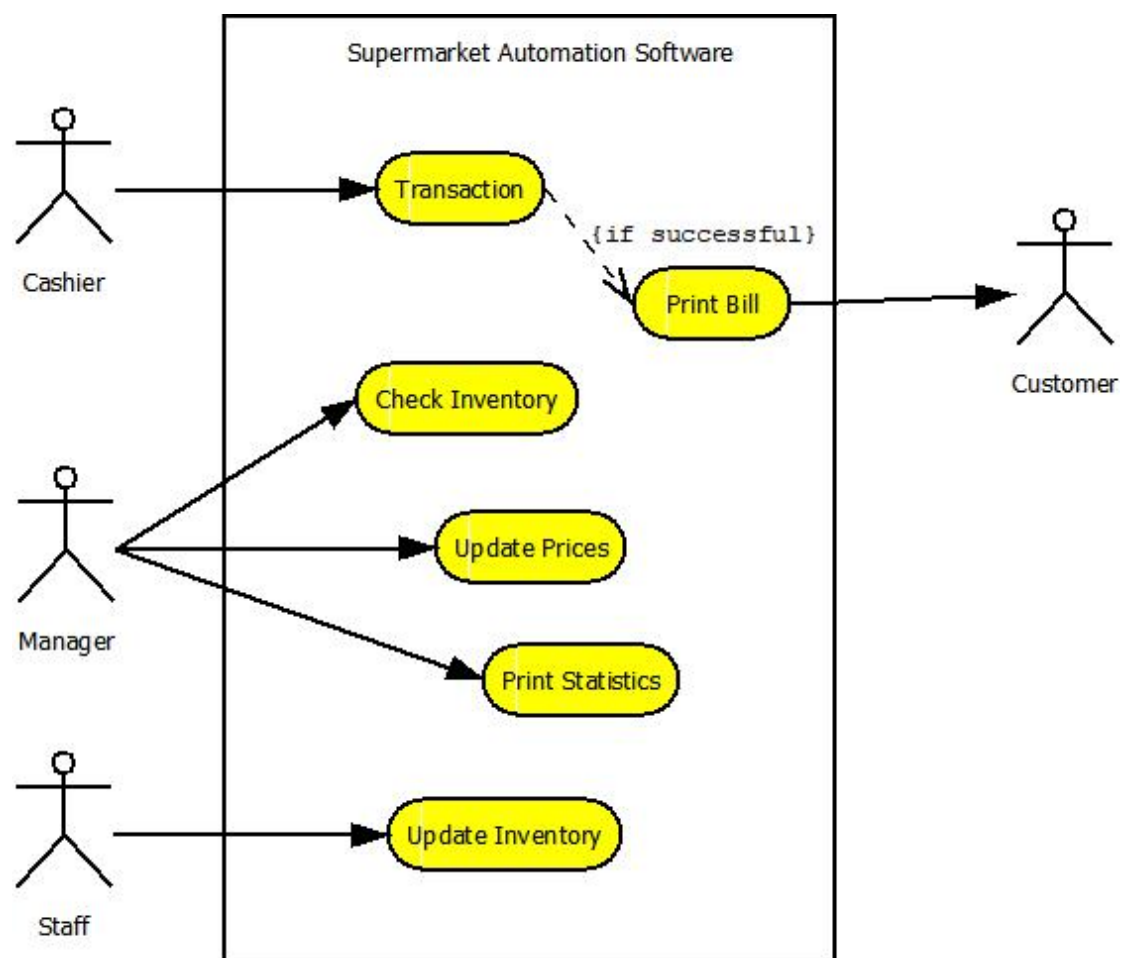 Supermarket Automation Software
Transaction
{if successful}
Cashier
Print Bill
Customer
Check Inventory
Update Prices
Manager
Print Statistics
Update Inventory
Staff